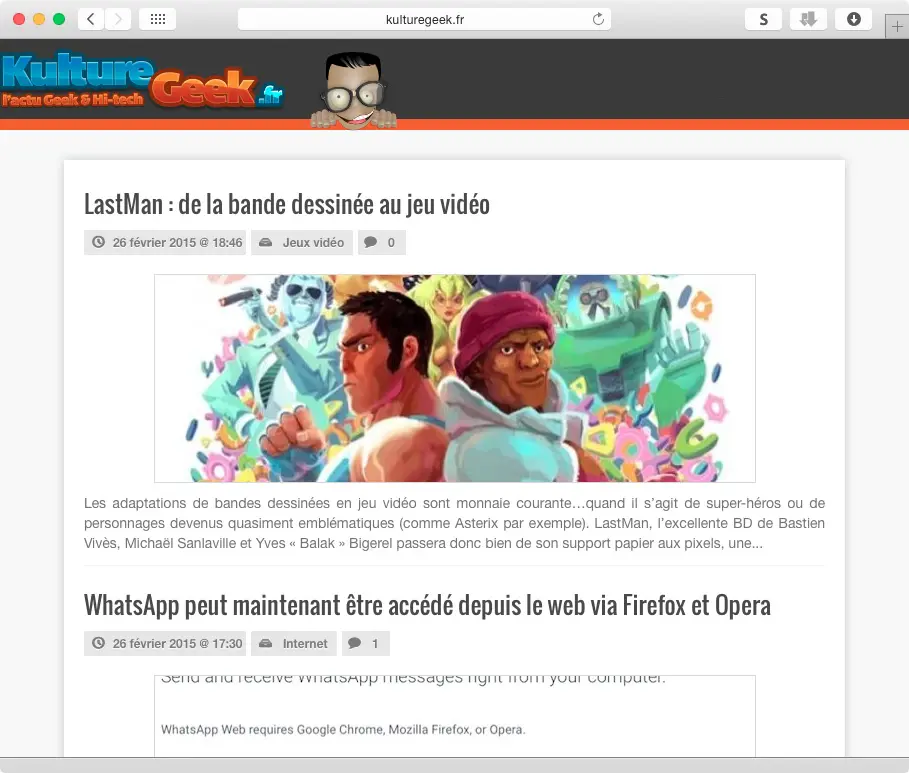 kulturegeek.fr
S
KultureGeek.fr
l'actu Geek & Hi-tech
LastMan : de la bande dessinée au jeu vidéo
26 février 2015 @ 18:46 Jeux vidéo 0
Les adaptations de bandes dessinées en jeu vidéo sont monnaie courante…quand il s’agit de super-héros ou de
personnages devenus quasiment emblématiques (comme Asterix par exemple). LastMan, l’excellente BD de Bastien
Vivès, Michaël Sanlaville et Yves « Balak » Bigerel passera donc bien de son support papier aux pixels, une...
WhatsApp peut maintenant être accédé depuis le web via Firefox et Opera
26 février 2015 @ 17:30 Internet 1
Send and receive WhatsApp messages right from your computer.
WhatsApp Web requires Google Chrome, Mozilla Firefox, or Opera.